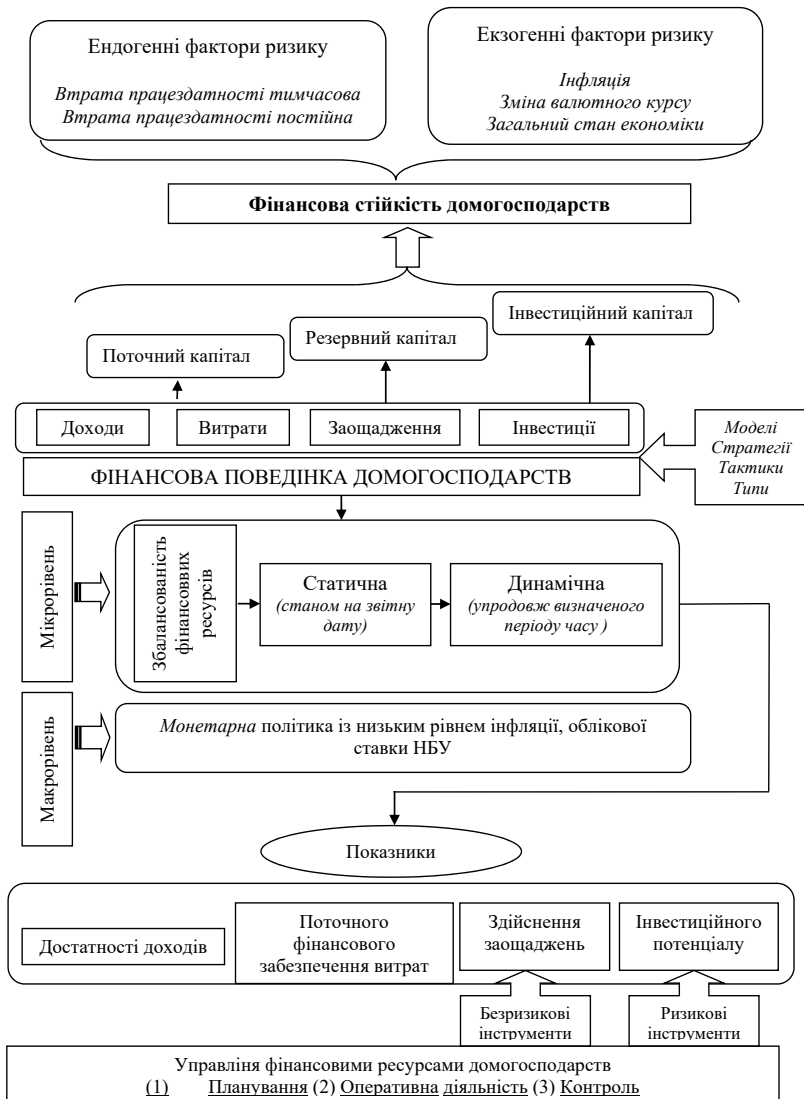 Ендогенні фактори ризику
Втрата працездатності тимчасова
Втрата працездатності постійна
Екзогенні фактори ризику
Інфляція
Зміна валютного курсу
Загальний стан економіки
Фінансова стійкість домогосподарств
Поточний капітал
Резервний капітал
Інвестиційний капітал
Доходи
Витрати
Заощадження
Інвестиції
Моделі
Стратегії
Тактики
Типи
ФІНАНСОВА ПОВЕДІНКА ДОМОГОСПОДАРСТВ
Мікрорівень
Збалансованість
фінансоввих
ресурсів
Статична
(станом на звітну
дату)
Динамічна
(упродовж визначеного
періоду часу )
Макрорівень
Монетарна політика із низьким рівнем інфляції, облікової
ставки НБУ
Показники
Достатності доходів
Поточного
фінансового
забезпечення витрат
Здійснення
заощаджень
Інвестиційного
потенціалу
Безризикові
інструменти
Ризикові
інструменти
Управліня фінансовими ресурсами домогосподарств
(1) Планування (2) Оперативна діяльність (3) Контроль